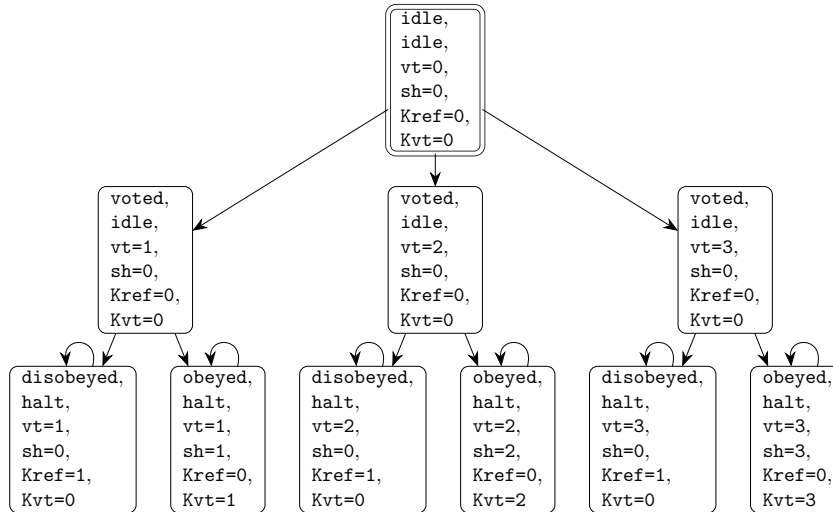 idle,
idle,
vt=0,
sh=0,
Kref=0,
Kvt=0
voted,
idle,
vt=1,
sh=0,
Kref=0,
Kvt=0
voted,
idle,
vt=2,
sh=0,
Kref=0,
Kvt=0
voted,
idle,
vt=3,
sh=0,
Kref=0,
Kvt=0
disobeyed,
halt,
vt=1,
sh=0,
Kref=1,
Kvt=0
obeyed,
halt,
vt=1,
sh=1,
Kref=0,
Kvt=1
disobeyed,
halt,
vt=2,
sh=0,
Kref=1,
Kvt=0
obeyed,
halt,
vt=2,
sh=2,
Kref=0,
Kvt=2
disobeyed,
halt,
vt=3,
sh=0,
Kref=1,
Kvt=0
obeyed,
halt,
vt=3,
sh=3,
Kref=0,
Kvt=3